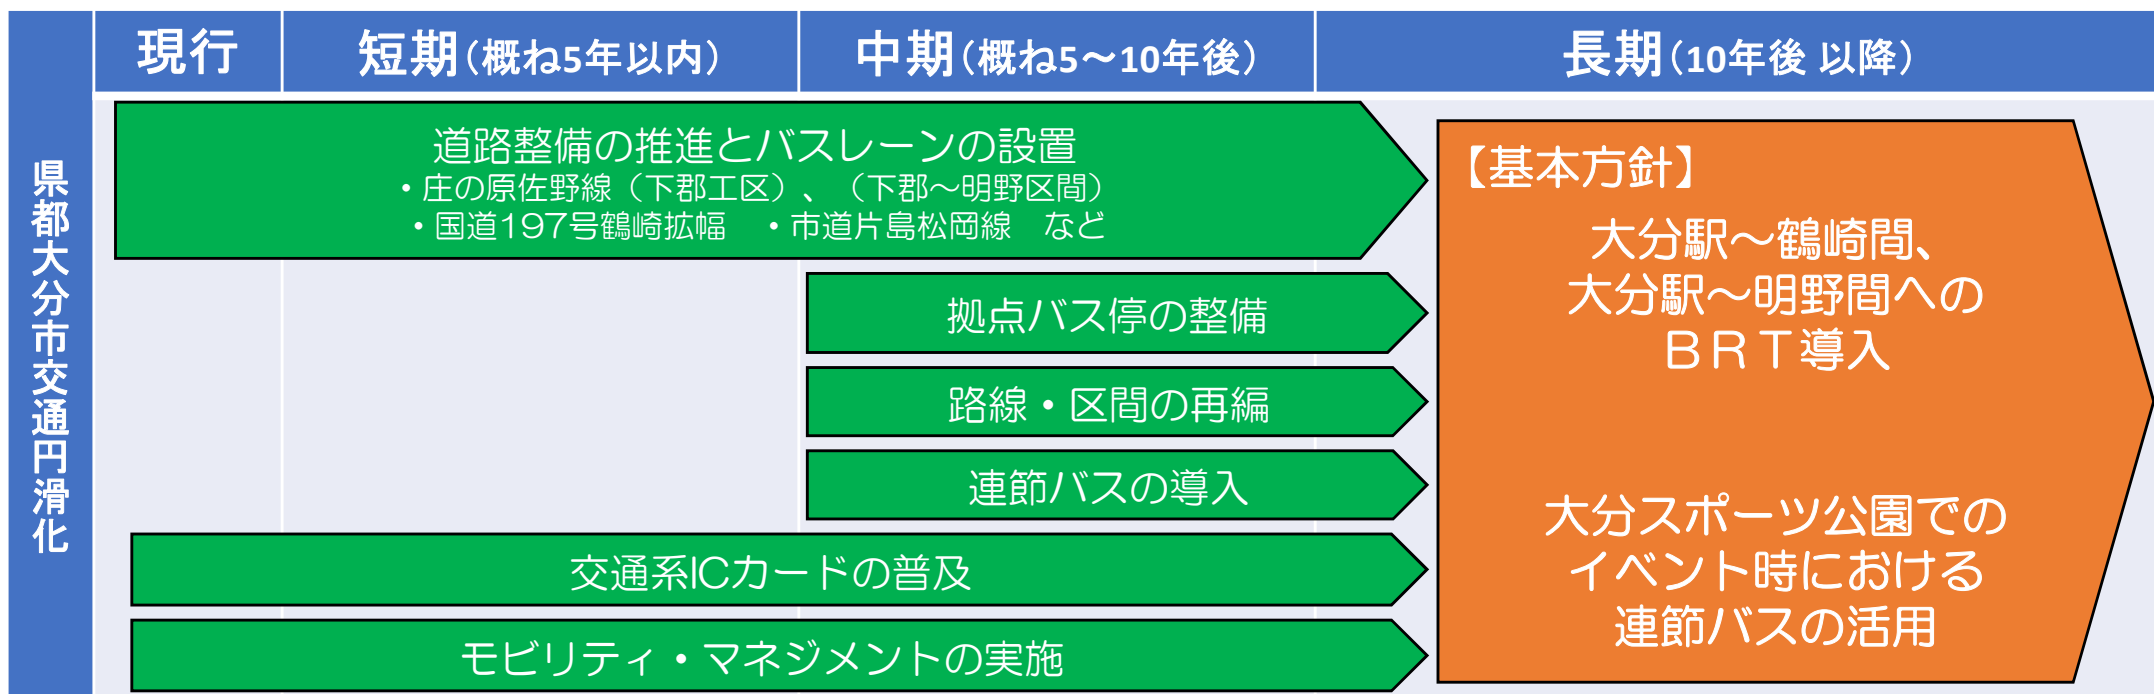 現行
短期（概ね5年以内）
中期（概ね5～10年後）
長期（10年後 以降）
県都大分市交通円滑化
道路整備の推進とバスレーンの設置
・庄の原佐野線（下郡工区）、（下郡～明野区間）
・国道197号鶴崎拡幅　・市道片島松岡線　など
拠点バス停の整備
路線・区間の再編
連節バスの導入
交通系ICカードの普及
モビリティ・マネジメントの実施
【基本方針】
大分駅～鶴崎間、
大分駅～明野間への
ＢＲＴ導入
大分スポーツ公園での
イベント時における
連節バスの活用